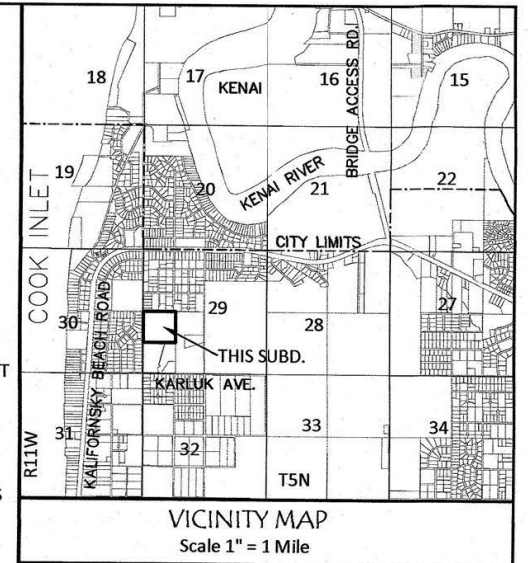 18
17
KENAI
16
BRIDGE ACCESS RD.
15
19
20
KENAI RIVER
21
22
COOK INLET
CITY LIMITS
30
KALIFORNSKY BEACH ROAD
29
28
27
THIS SUBD.
KARLUK AVE.
T
31
R11W
32
33
34
T5N
S
VICINITY MAP
Scale 1" = 1 Mile